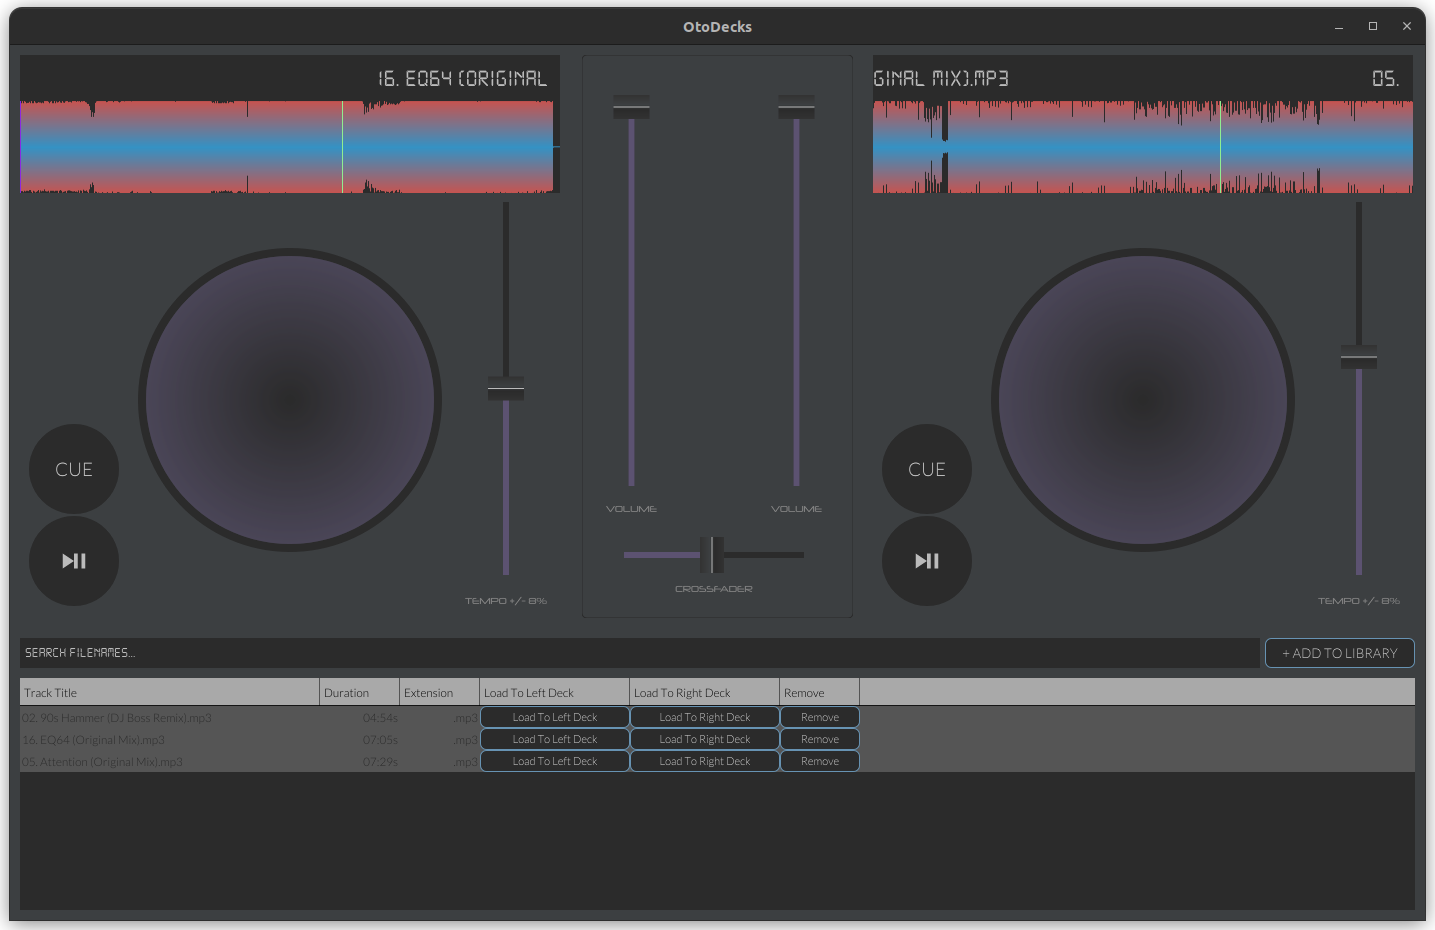 OtoDecks
16. EQ64 (ORIGINAL
GINAL MIX).MP3 05.
VOLUME VOLUME
CUE CUE
CROSSFADER
TEMPO +/- 8% TEMPO +/- 8%
SEARCH FILENAMES... + ADD TO LIBRARY
Track Title Duration Extension Load To Left Deck Load To Right Deck Remove
02. 90s Hammer (DJ Boss Remix).mp3 04:54s .mp3 Load To Left Deck Load To Right Deck Remove
16. EQ64 (Original Mix).mp3 07:05s .mp3 Load To Left Deck Load To Right Deck Remove
05. Attention (Original Mix).mp3 07:29s .mp3 Load To Left Deck Load To Right Deck Remove